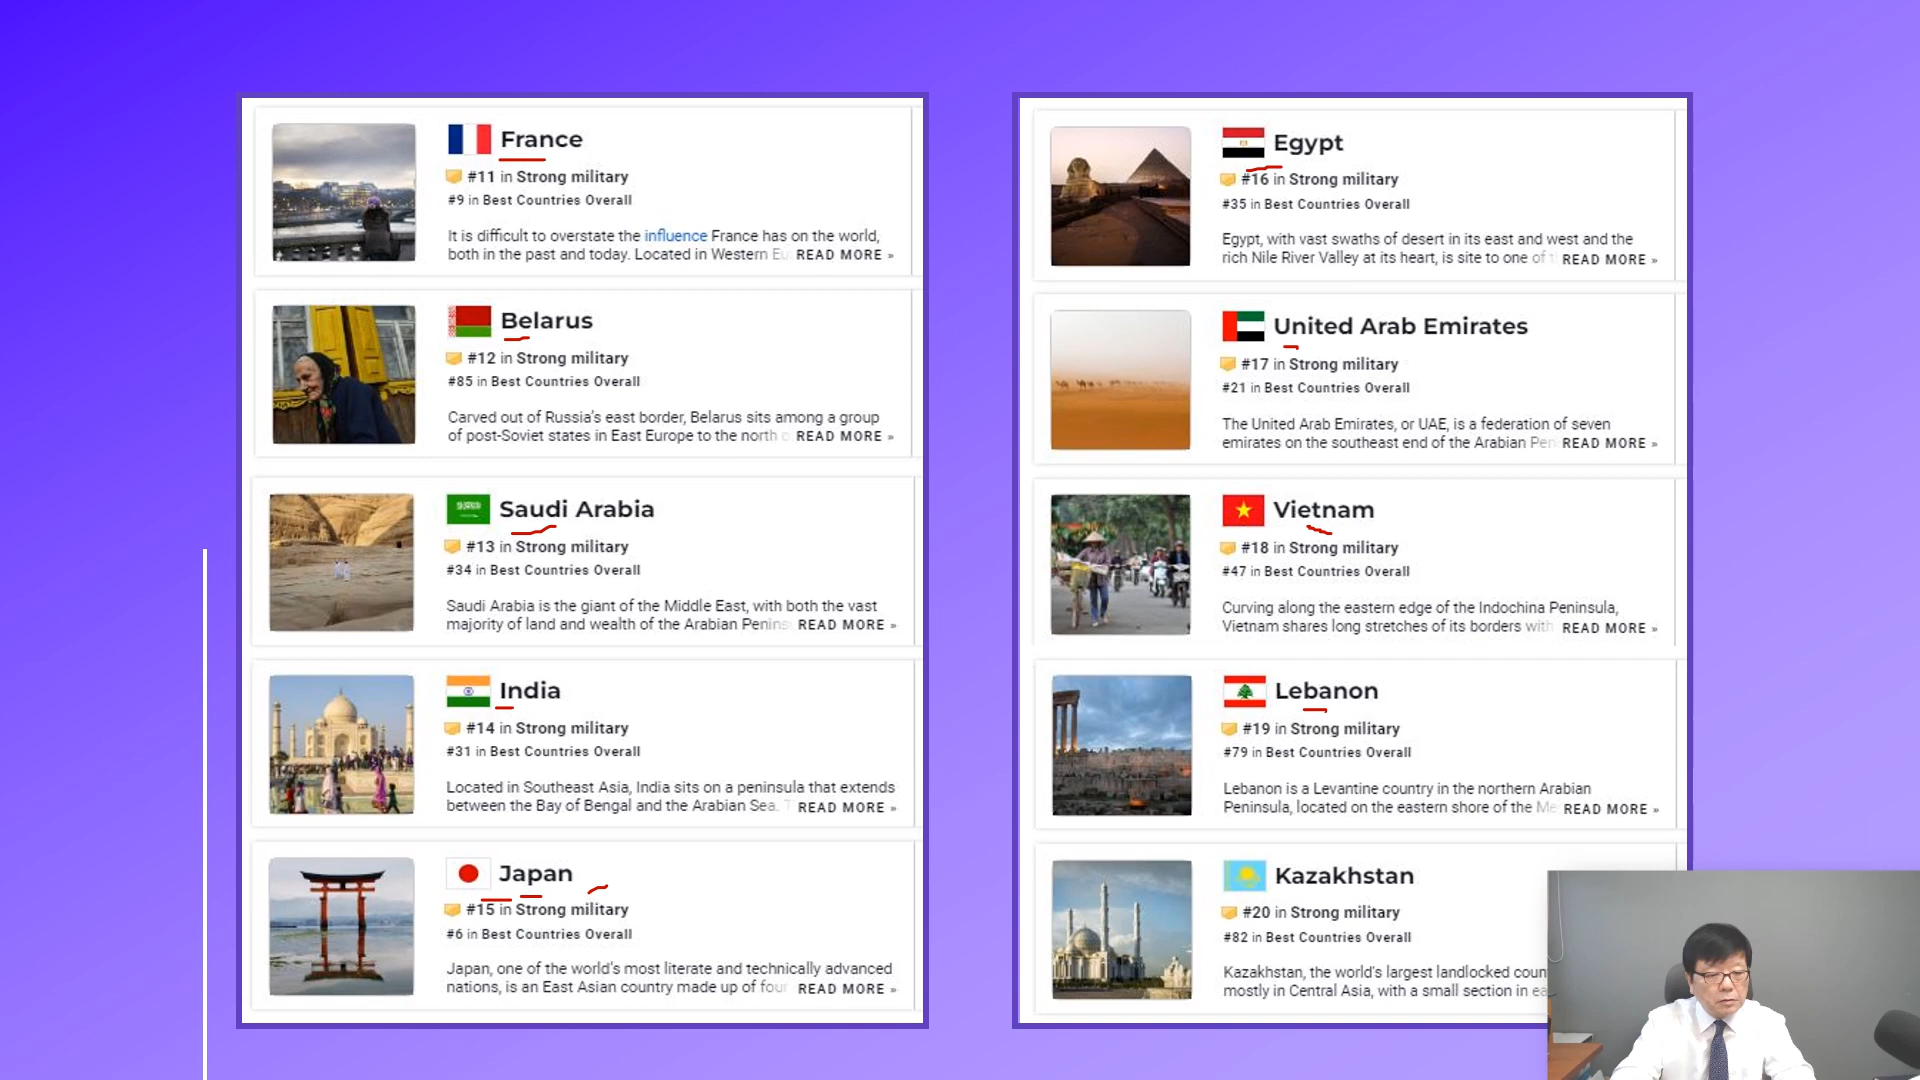 France
#11 in Strong military
#9 in Best Countries Overall
It is difficult to overstate the influence France has on the world,
both in the past and today. Located in Western READ MORE »
Belarus
#12 in Strong military
#85 in Best Countries Overall
Carved out of Russia's east border, Belarus sits among a group
of post-Soviet states in East Europe to the north READ MORE »
Saudi Arabia
#13 in Strong military
#34 in Best Countries Overall
Saudi Arabia is the giant of the Middle East, with both the vast
majority of land and wealth of the Arabian Penins READ MORE »
India
#14 in Strong military
#31 in Best Countries Overall
Located in Southeast Asia, India sits on a peninsula that extends
between the Bay of Bengal and the Arabian Sea. READ MORE »
Japan
#15 in Strong military
#6 in Best Countries Overall
Japan, one of the world's most literate and technically advanced
nations, is an East Asian country made up of four READ MORE »
Egypt
#16 in Strong military
#35 in Best Countries Overall
Egypt, with vast swaths of desert in its east and west and the
rich Nile River Valley at its heart, is site to one of READ MORE »
United Arab Emirates
#17 in Strong military
#21 in Best Countries Overall
The United Arab Emirates, or UAE, is a federation of seven
emirates on the southeast end of the Arabian Pen READ MORE »
Vietnam
#18 in Strong military
#47 in Best Countries Overall
Curving along the eastern edge of the Indochina Peninsula,
Vietnam shares long stretches of its borders with READ MORE »
Lebanon
#19 in Strong military
#79 in Best Countries Overall
Lebanon is a Levantine country in the northern Arabian
Peninsula, located on the eastern shore of the Me READ MORE »
Kazakhstan
#20 in Strong military
#82 in Best Countries Overall
Kazakhstan, the world's largest landlocked coun
mostly in Central Asia, with a small section in ea